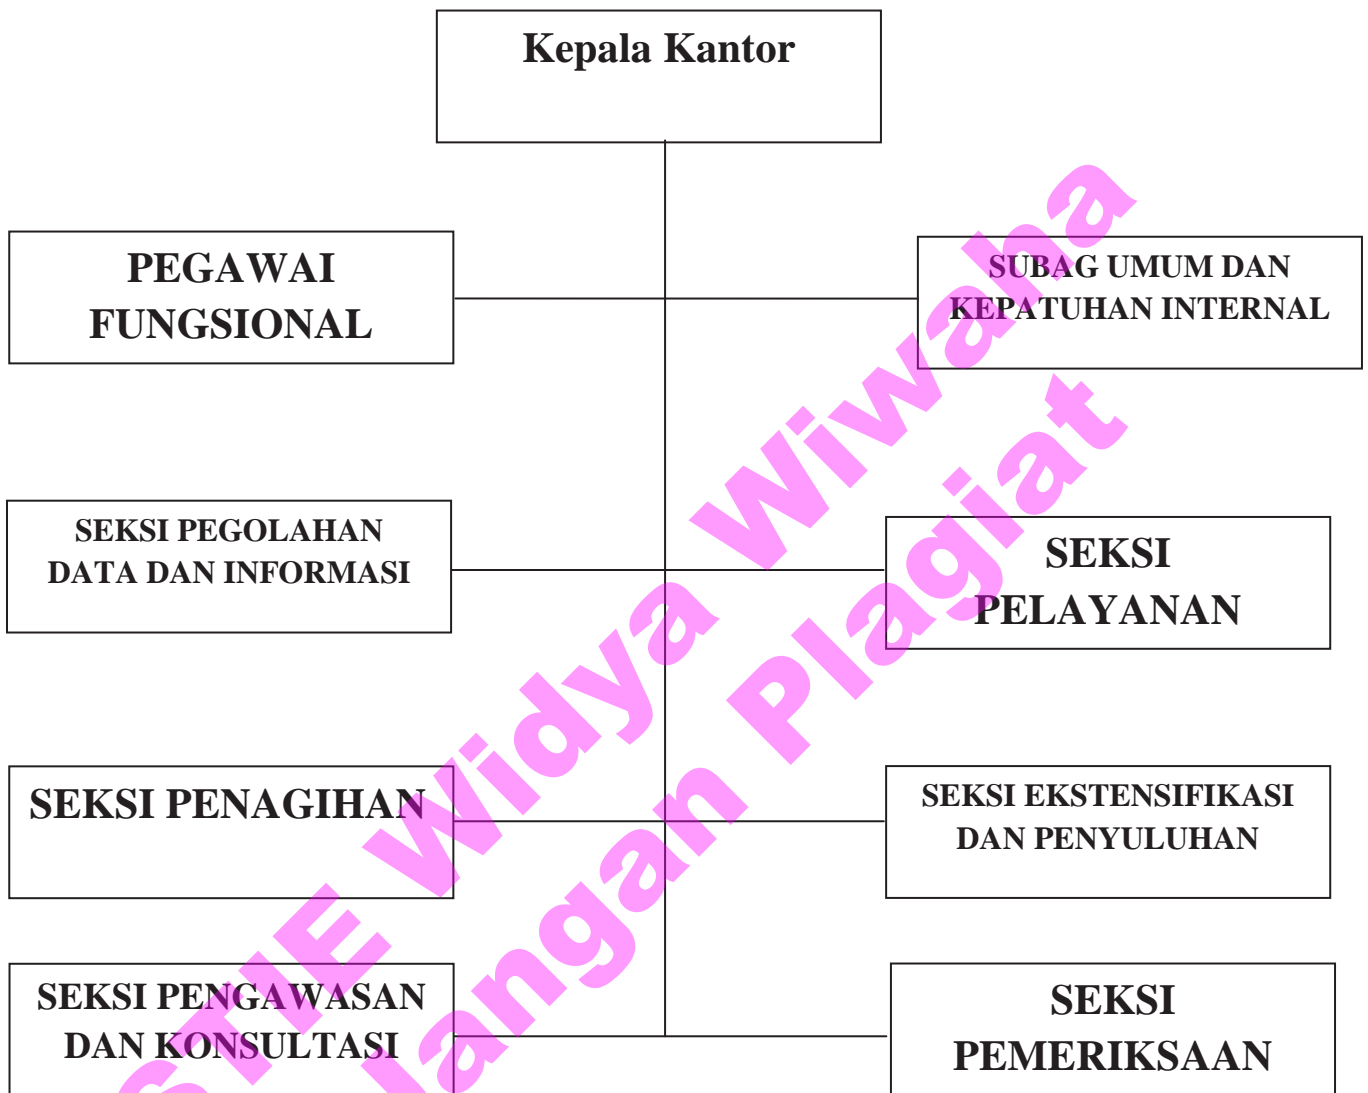 Kepala Kantor
PEGAWAI
FUNGSIONAL
SUBAG UMUM DAN
KEPATUHAN INTERNAL
SEKSI PEGOLAHAN
DATA DAN INFORMASI
SEKSI
PELAYANAN
SEKSI PENAGIHAN
SEKSI EKSTENSIFIKASI
DAN PENYULUHAN
SEKSI PENGAWASAN
DAN KONSULTASI
SEKSI
PEMERIKSAAN
STIE Widya Wiwaha
Jangan Plagiat